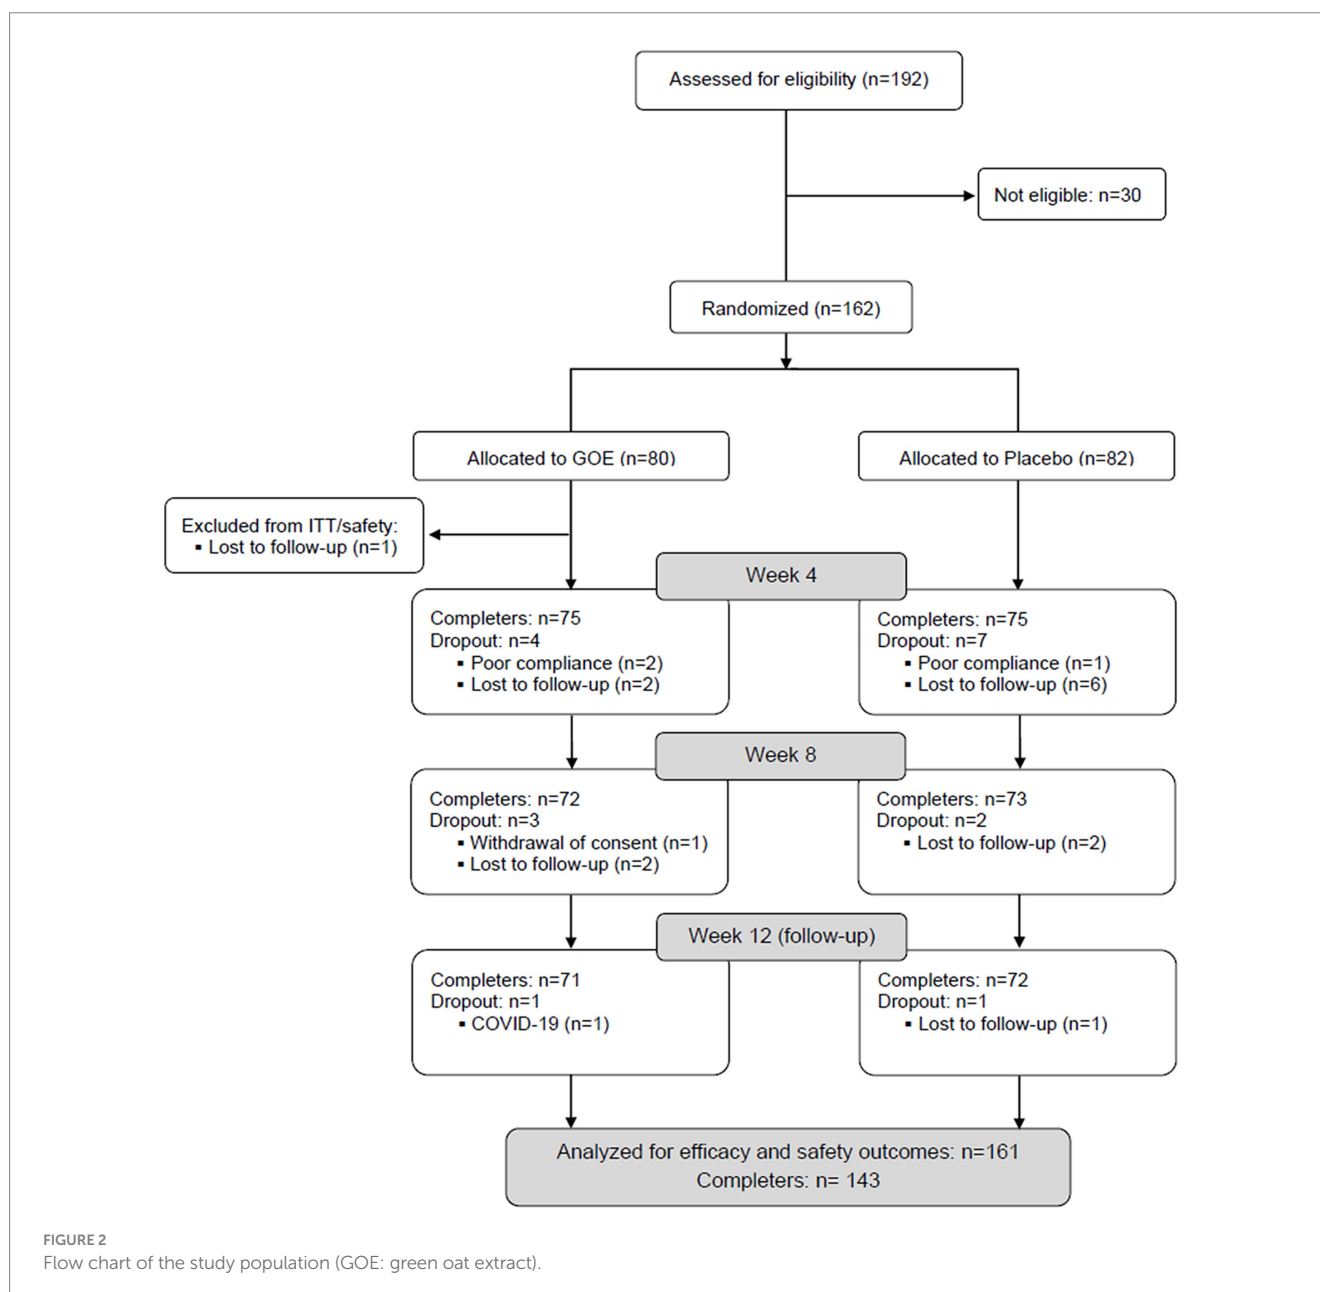 Assessed for eligibility (n=192)
Not eligible: n=30
Randomized (n=162)
Allocated to GOE (n=80)
Allocated to Placebo (n=82)
Excluded from ITT/safety:
▪ Lost to follow-up (n=1)
Week 4
Completers: n=75
Dropout: n=4
▪ Poor compliance (n=2)
▪ Lost to follow-up (n=2)
Completers: n=75
Dropout: n=7
▪ Poor compliance (n=1)
▪ Lost to follow-up (n=6)
Week 8
Completers: n=72
Dropout: n=3
▪ Withdrawal of consent (n=1)
▪ Lost to follow-up (n=2)
Completers: n=73
Dropout: n=2
▪ Lost to follow-up (n=2)
Week 12 (follow-up)
Completers: n=71
Dropout: n=1
▪ COVID-19 (n=1)
Completers: n=72
Dropout: n=1
▪ Lost to follow-up (n=1)
Analyzed for efficacy and safety outcomes: n=161
Completers: n= 143
FIGURE 2
Flow chart of the study population (GOE: green oat extract).